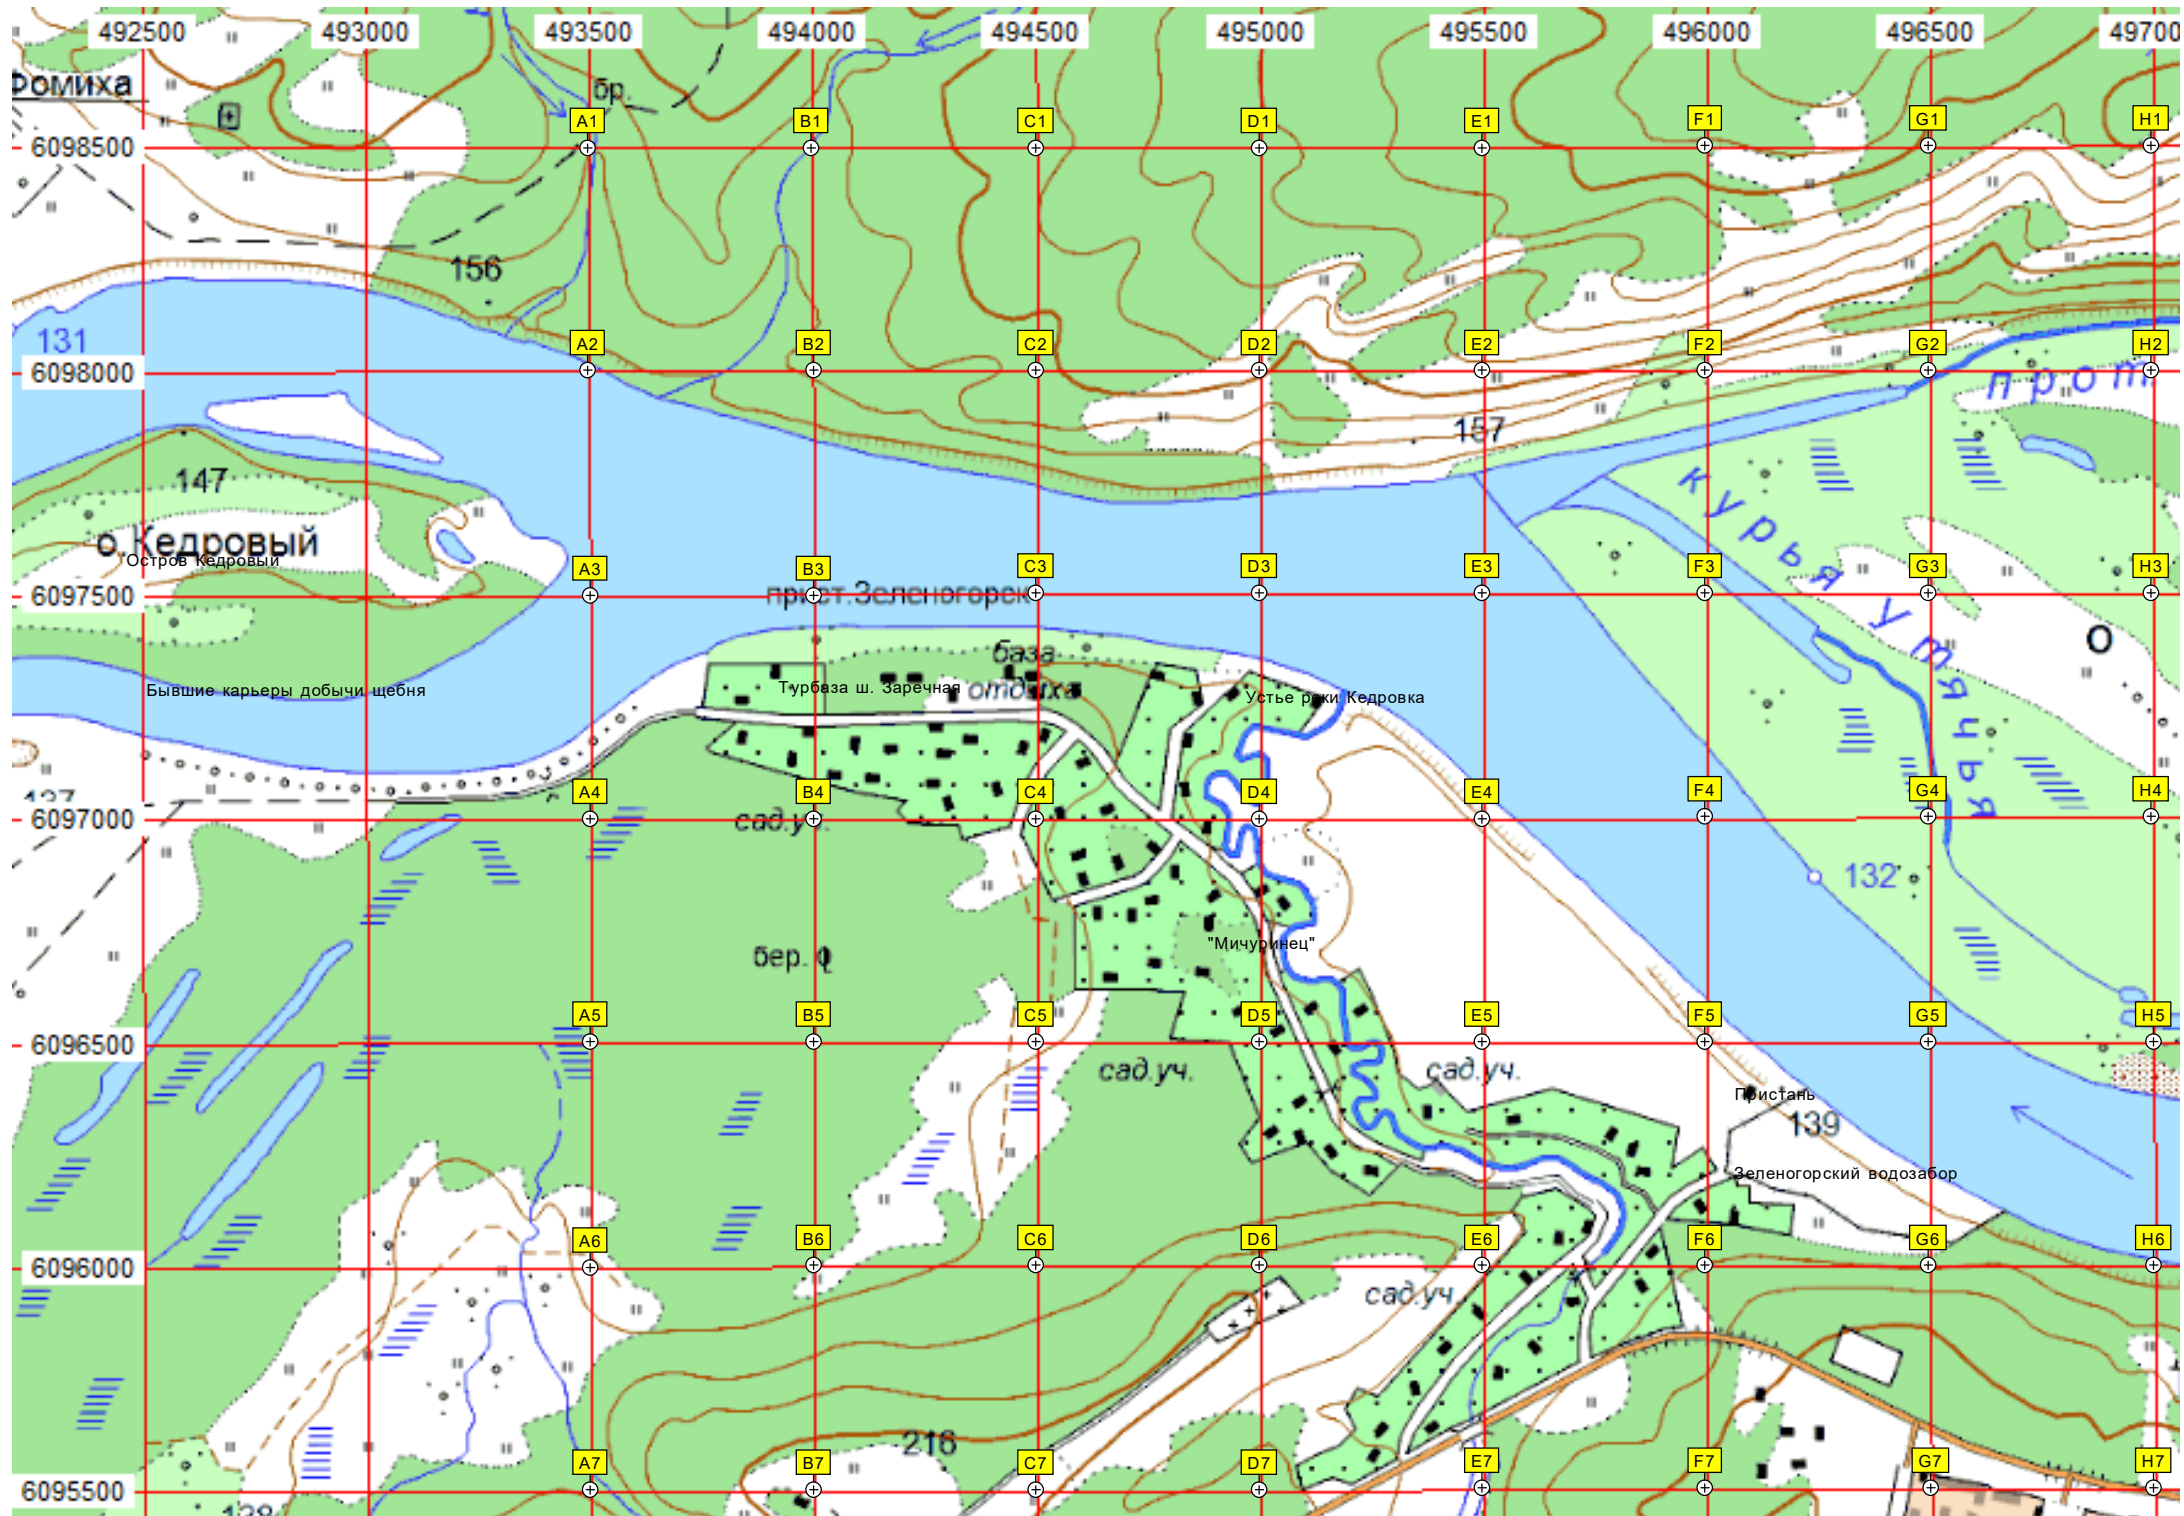 492500 493000 493500 494000 494500 495000 495500 496000 496500 49700
Фомиха
бр.
A1 B1 C1 D1 E1 F1 G1 H1
6098500
156
131
A2 B2 C2 D2 E2 F2 G2 H2
6098000
прот
157
147
курья Утячья
о.Кедровый
Остров Кедровый
A3 B3 C3 D3 E3 F3 G3 H3
6097500
прист.Зеленогорск
О
база
отдыха
Бывшие карьеры добычи щебня
Турбаза ш. Заречная
Устье реки Кедровка
A4 B4 C4 D4 E4 F4 G4 H4
6097000
сад.уч.
132
"Мичуринец"
бер.
A5 B5 C5 D5 E5 F5 G5 H5
6096500
сад.уч.
сад.уч.
Пристань
139
Зеленогорский водозабор
A6 B6 C6 D6 E6 F6 G6 H6
6096000
сад.уч.
216
A7 B7 C7 D7 E7 F7 G7 H7
6095500
138